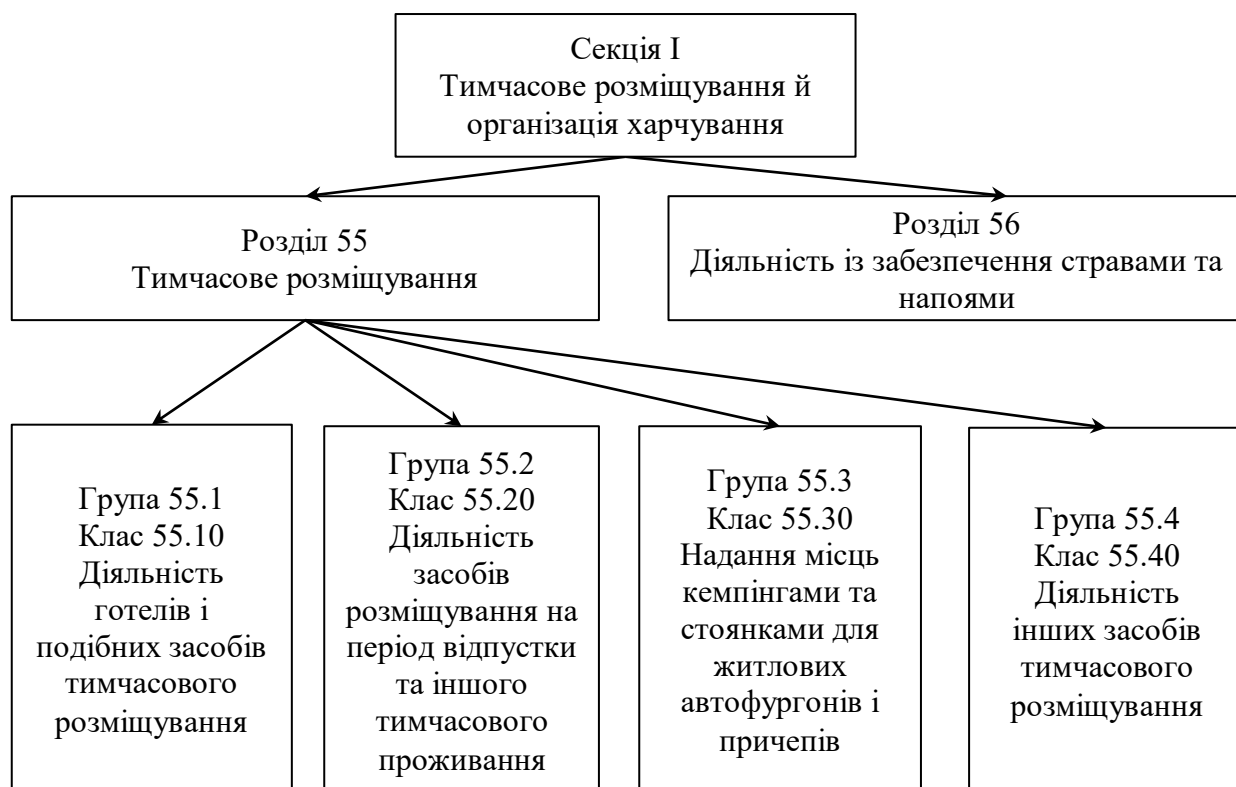 Секція I
Тимчасове розміщування й
організація харчування
Розділ 55
Тимчасове розміщування
Розділ 56
Діяльність із забезпечення стравами та
напоями
Група 55.1
Клас 55.10
Діяльність
готелів і
подібних засобів
тимчасового
розміщування
Група 55.2
Клас 55.20
Діяльність
засобів
розміщування на
період відпустки
та іншого
тимчасового
проживання
Група 55.3
Клас 55.30
Надання місць
кемпінгами та
стоянками для
житлових
автофургонів і
причепів
Група 55.4
Клас 55.40
Діяльність
інших засобів
тимчасового
розміщування